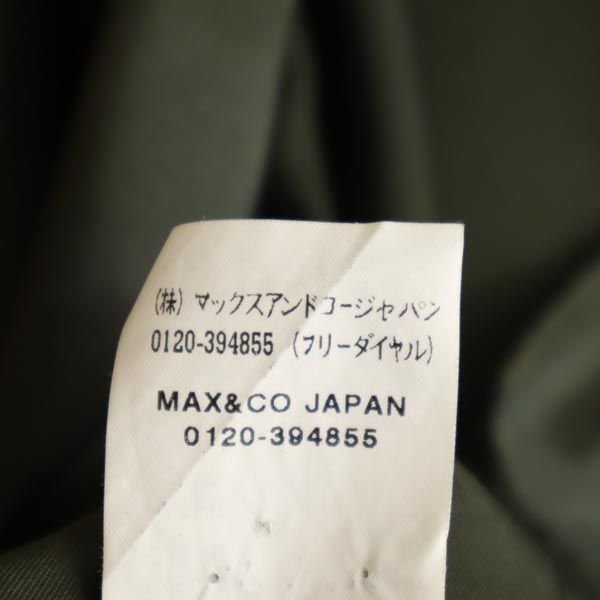 (株) マックスアンドコージャパン
0120-394855 (フリーダイヤル)
MAX&CO JAPAN
0120-394855